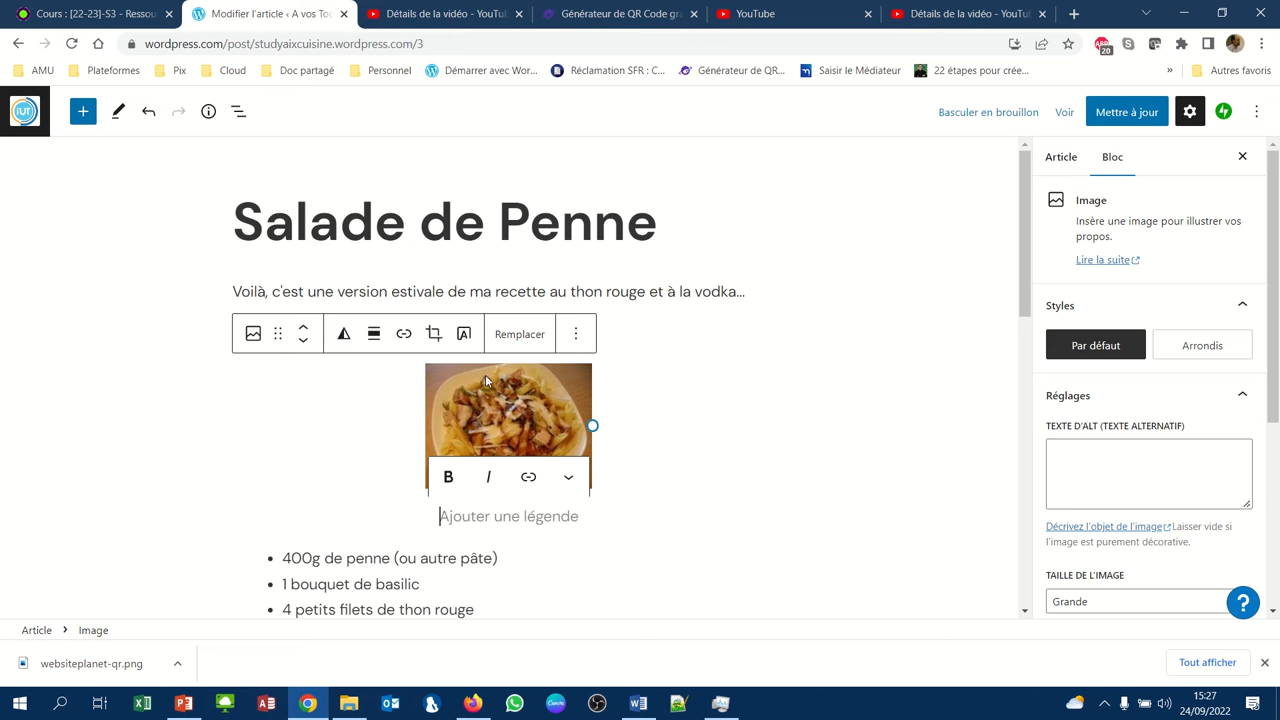 Cours : [22-23]-S3 - Ressou
Modifier l'article ‹ A vos Toc
Détails de la vidéo - YouTu
Générateur de QR Code gra
YouTube
Détails de la vidéo - YouTu
wordpress.com/post/studyaixcuisine.wordpress.com/3
20
AMU
Plateformes
Pix
Cloud
Doc partagé
Personnel
Démarrer avec Wor...
Réclamation SFR : C...
Générateur de QR...
Saisir le Médiateur
22 étapes pour crée...
»
Autres favoris
iUT
Basculer en brouillon
Voir
Mettre à jour
Article
Bloc
Salade de Penne
Image
Insère une image pour illustrer vos
propos.
Lire la suite
Voilà, c'est une version estivale de ma recette au thon rouge et à la vodka...
Styles
Remplacer
Par défaut
Arrondis
Réglages
TEXTE D'ALT (TEXTE ALTERNATIF)
B I
Ajouter une légende
Décrivez l'objet de l'image Laisser vide si
l'image est purement décorative.
• 400g de penne (ou autre pâte)
• 1 bouquet de basilic
• 4 petits filets de thon rouge
TAILLE DE L'IMAGE
Grande
?
Article > Image
websiteplanet-qr.png
Tout afficher
15:27
24/09/2022